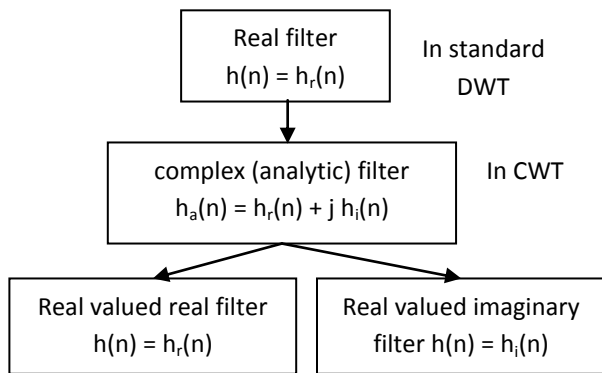 Real filter
h(n) = hᵣ(n)
In standard
DWT
complex (analytic) filter
hₐ(n) = hᵣ(n) + j hᵢ(n)
In CWT
Real valued real filter
h(n) = hᵣ(n)
Real valued imaginary
filter h(n) = hᵢ(n)